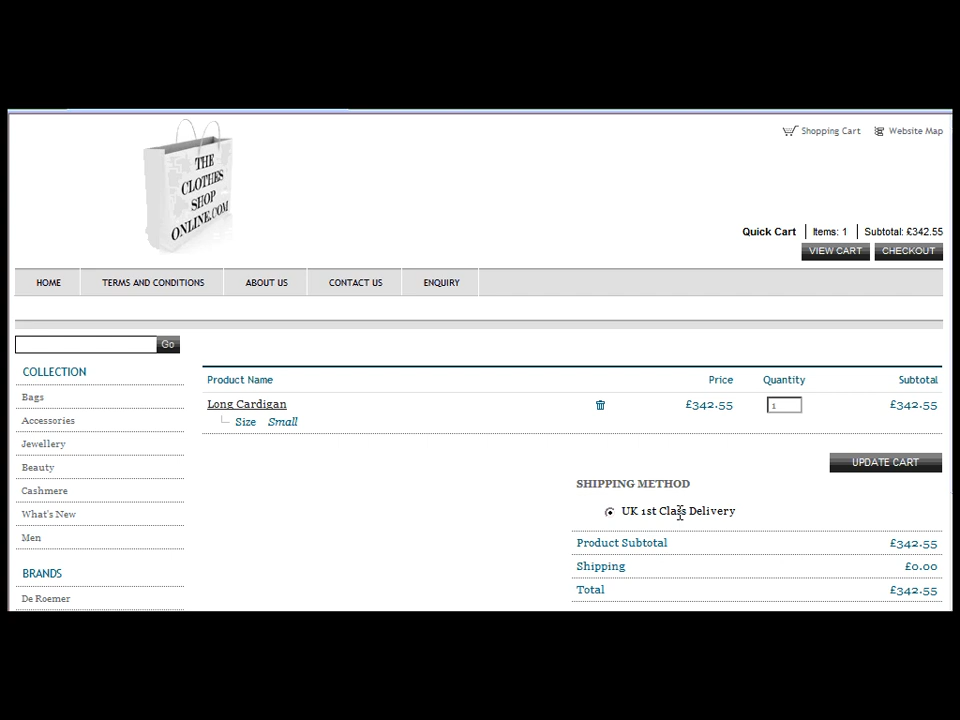 THE
CLOTHES
SHOP
ONLINE.COM
Shopping Cart Website Map
Quick Cart Items: 1 Subtotal: £342.55
VIEW CART CHECKOUT
HOME TERMS AND CONDITIONS ABOUT US CONTACT US ENQUIRY
Go
COLLECTION
Bags
Accessories
Jewellery
Beauty
Cashmere
What's New
Men
BRANDS
De Roemer
Product Name Price Quantity Subtotal
Long Cardigan £342.55 1 £342.55
Size Small
UPDATE CART
SHIPPING METHOD
UK 1st Class Delivery
Product Subtotal £342.55
Shipping £0.00
Total £342.55